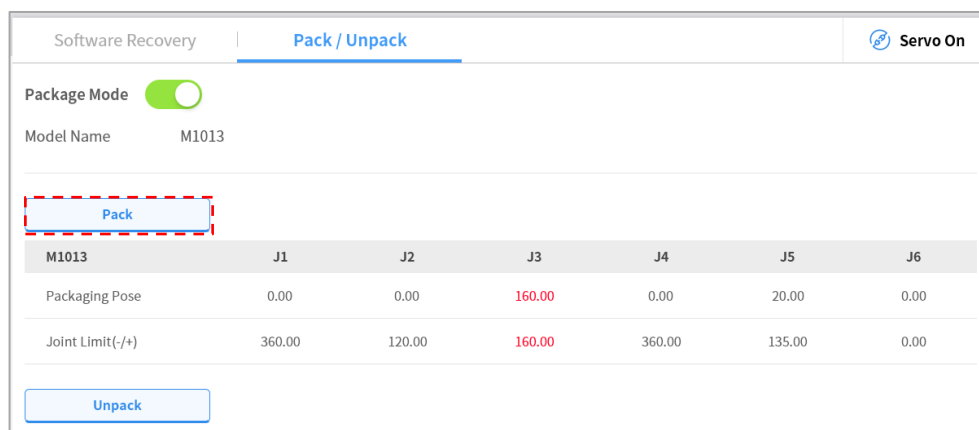 Software Recovery Pack / Unpack Servo On
Package Mode
Model Name M1013
Pack
M1013 J1 J2 J3 J4 J5 J6
Packaging Pose 0.00 0.00 160.00 0.00 20.00 0.00
Joint Limit(-/+) 360.00 120.00 160.00 360.00 135.00 0.00
Unpack